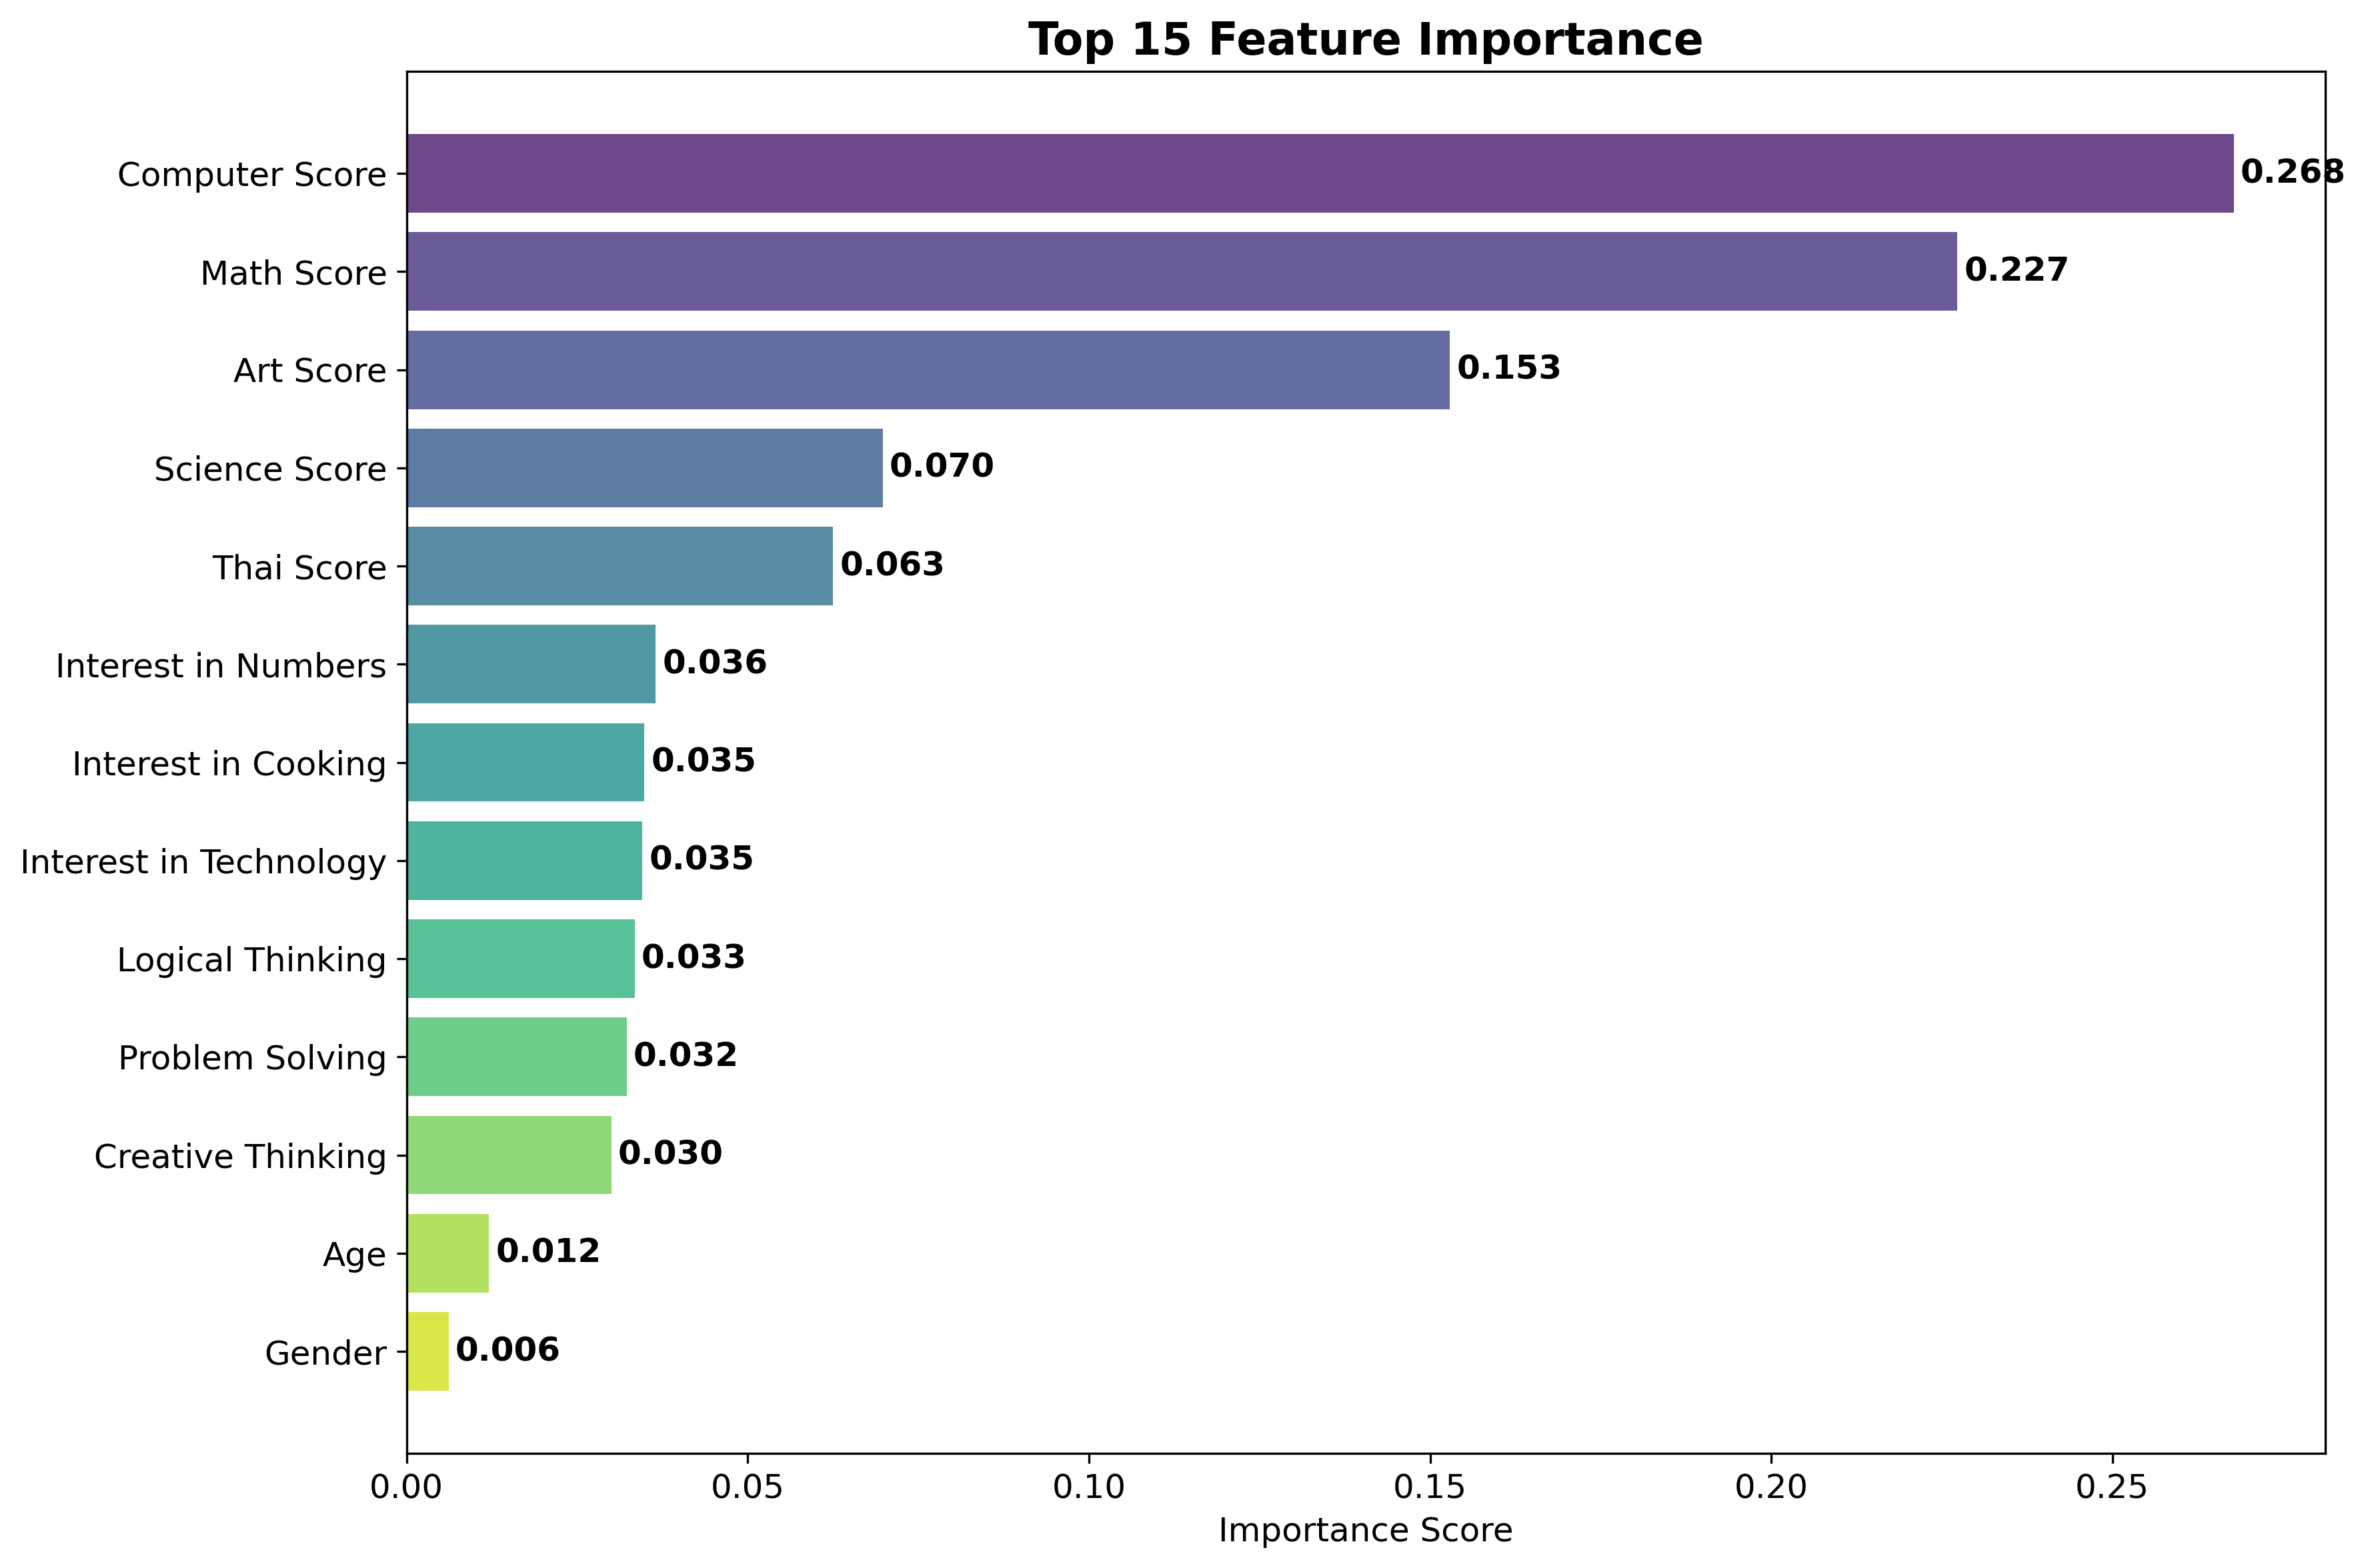 Top 15 Feature Importance
Computer Score 0.268
Math Score 0.227
Art Score 0.153
Science Score 0.070
Thai Score 0.063
Interest in Numbers 0.036
Interest in Cooking 0.035
Interest in Technology 0.035
Logical Thinking 0.033
Problem Solving 0.032
Creative Thinking 0.030
Age 0.012
Gender 0.006
0.00 0.05 0.10 0.15 0.20 0.25
Importance Score